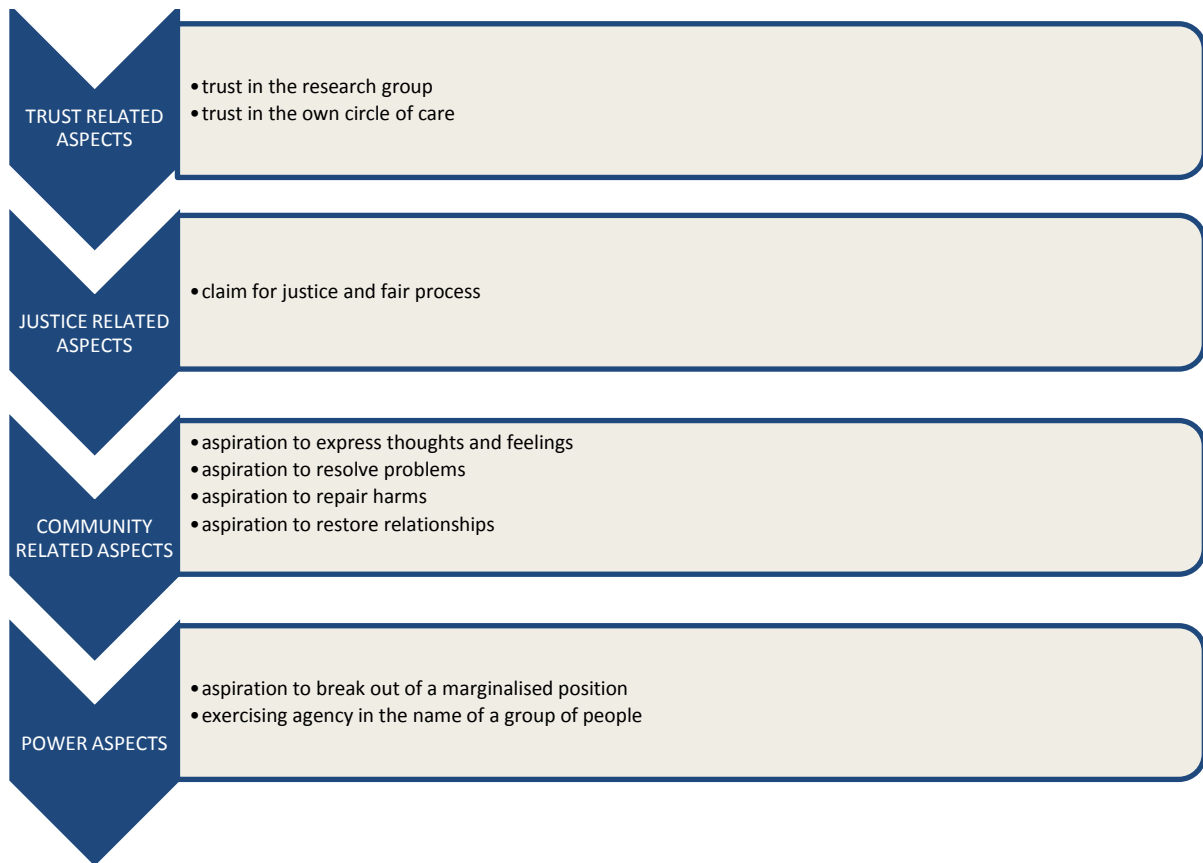 TRUST RELATED
ASPECTS
•trust in the research group
•trust in the own circle of care
JUSTICE RELATED
ASPECTS
•claim for justice and fair process
COMMUNITY
RELATED ASPECTS
•aspiration to express thoughts and feelings
•aspiration to resolve problems
•aspiration to repair harms
•aspiration to restore relationships
POWER ASPECTS
•aspiration to break out of a marginalised position
•exercising agency in the name of a group of people